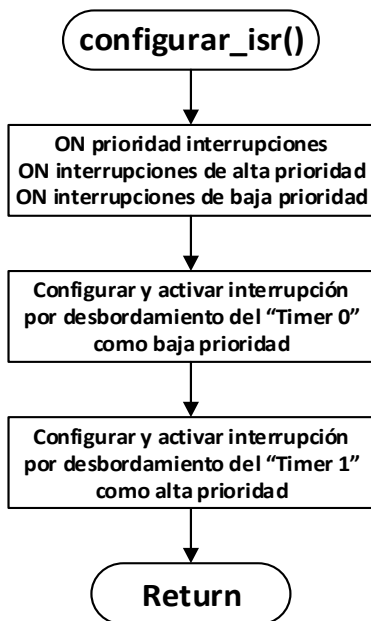 configurar_isr()
ON prioridad interrupciones
ON interrupciones de alta prioridad
ON interrupciones de baja prioridad
Configurar y activar interrupción
por desbordamiento del “Timer 0”
como baja prioridad
Configurar y activar interrupción
por desbordamiento del “Timer 1”
como alta prioridad
Return